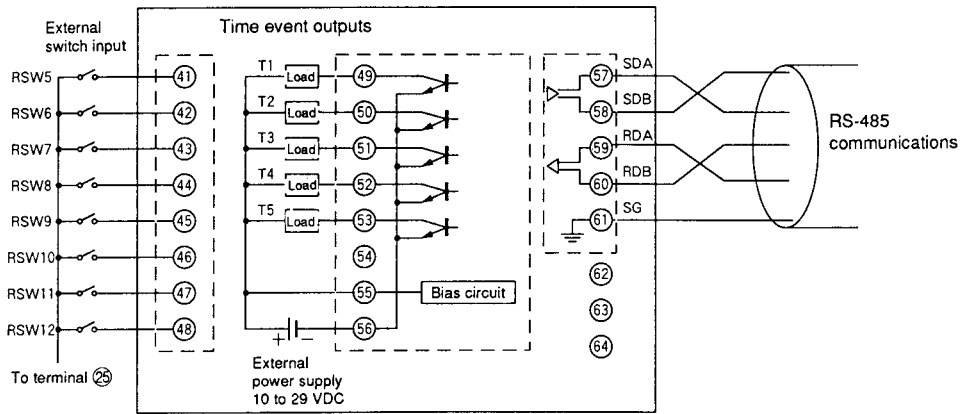 External
switch input
Time event outputs
RSW5 41 T1 Load 49 57 SDA
RSW6 42 T2 Load 50 58 SDB
RSW7 43 T3 Load 51 59 RDA
RSW8 44 T4 Load 52 60 RDB
RSW9 45 T5 Load 53 61 SG
RS-485
communications
RSW10 46 54 62
RSW11 47 55 Bias circuit 63
RSW12 48 + − 56 64
To terminal 25
External
power supply
10 to 29 VDC